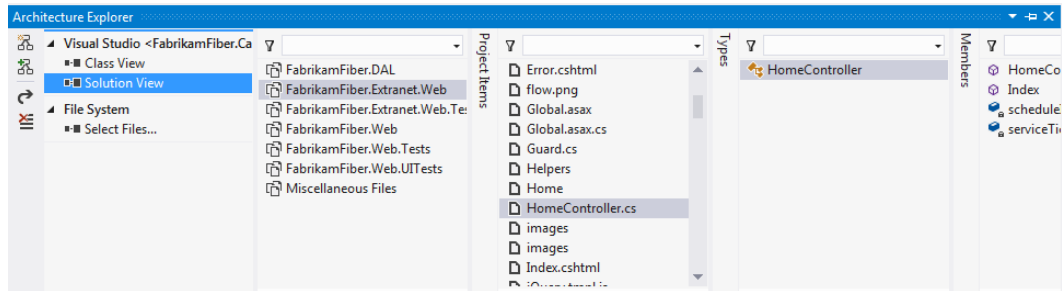 Architecture Explorer
Visual Studio <FabrikamFiber.Ca
Class View
Solution View
File System
Select Files...
FabrikamFiber.DAL
FabrikamFiber.Extranet.Web
FabrikamFiber.Extranet.Web.Tes
FabrikamFiber.Web
FabrikamFiber.Web.Tests
FabrikamFiber.Web.UITests
Miscellaneous Files
Project Items
Error.cshtml
flow.png
Global.asax
Global.asax.cs
Guard.cs
Helpers
Home
HomeController.cs
images
images
Index.cshtml
Types
HomeController
Members
HomeCo
Index
schedule
serviceTi